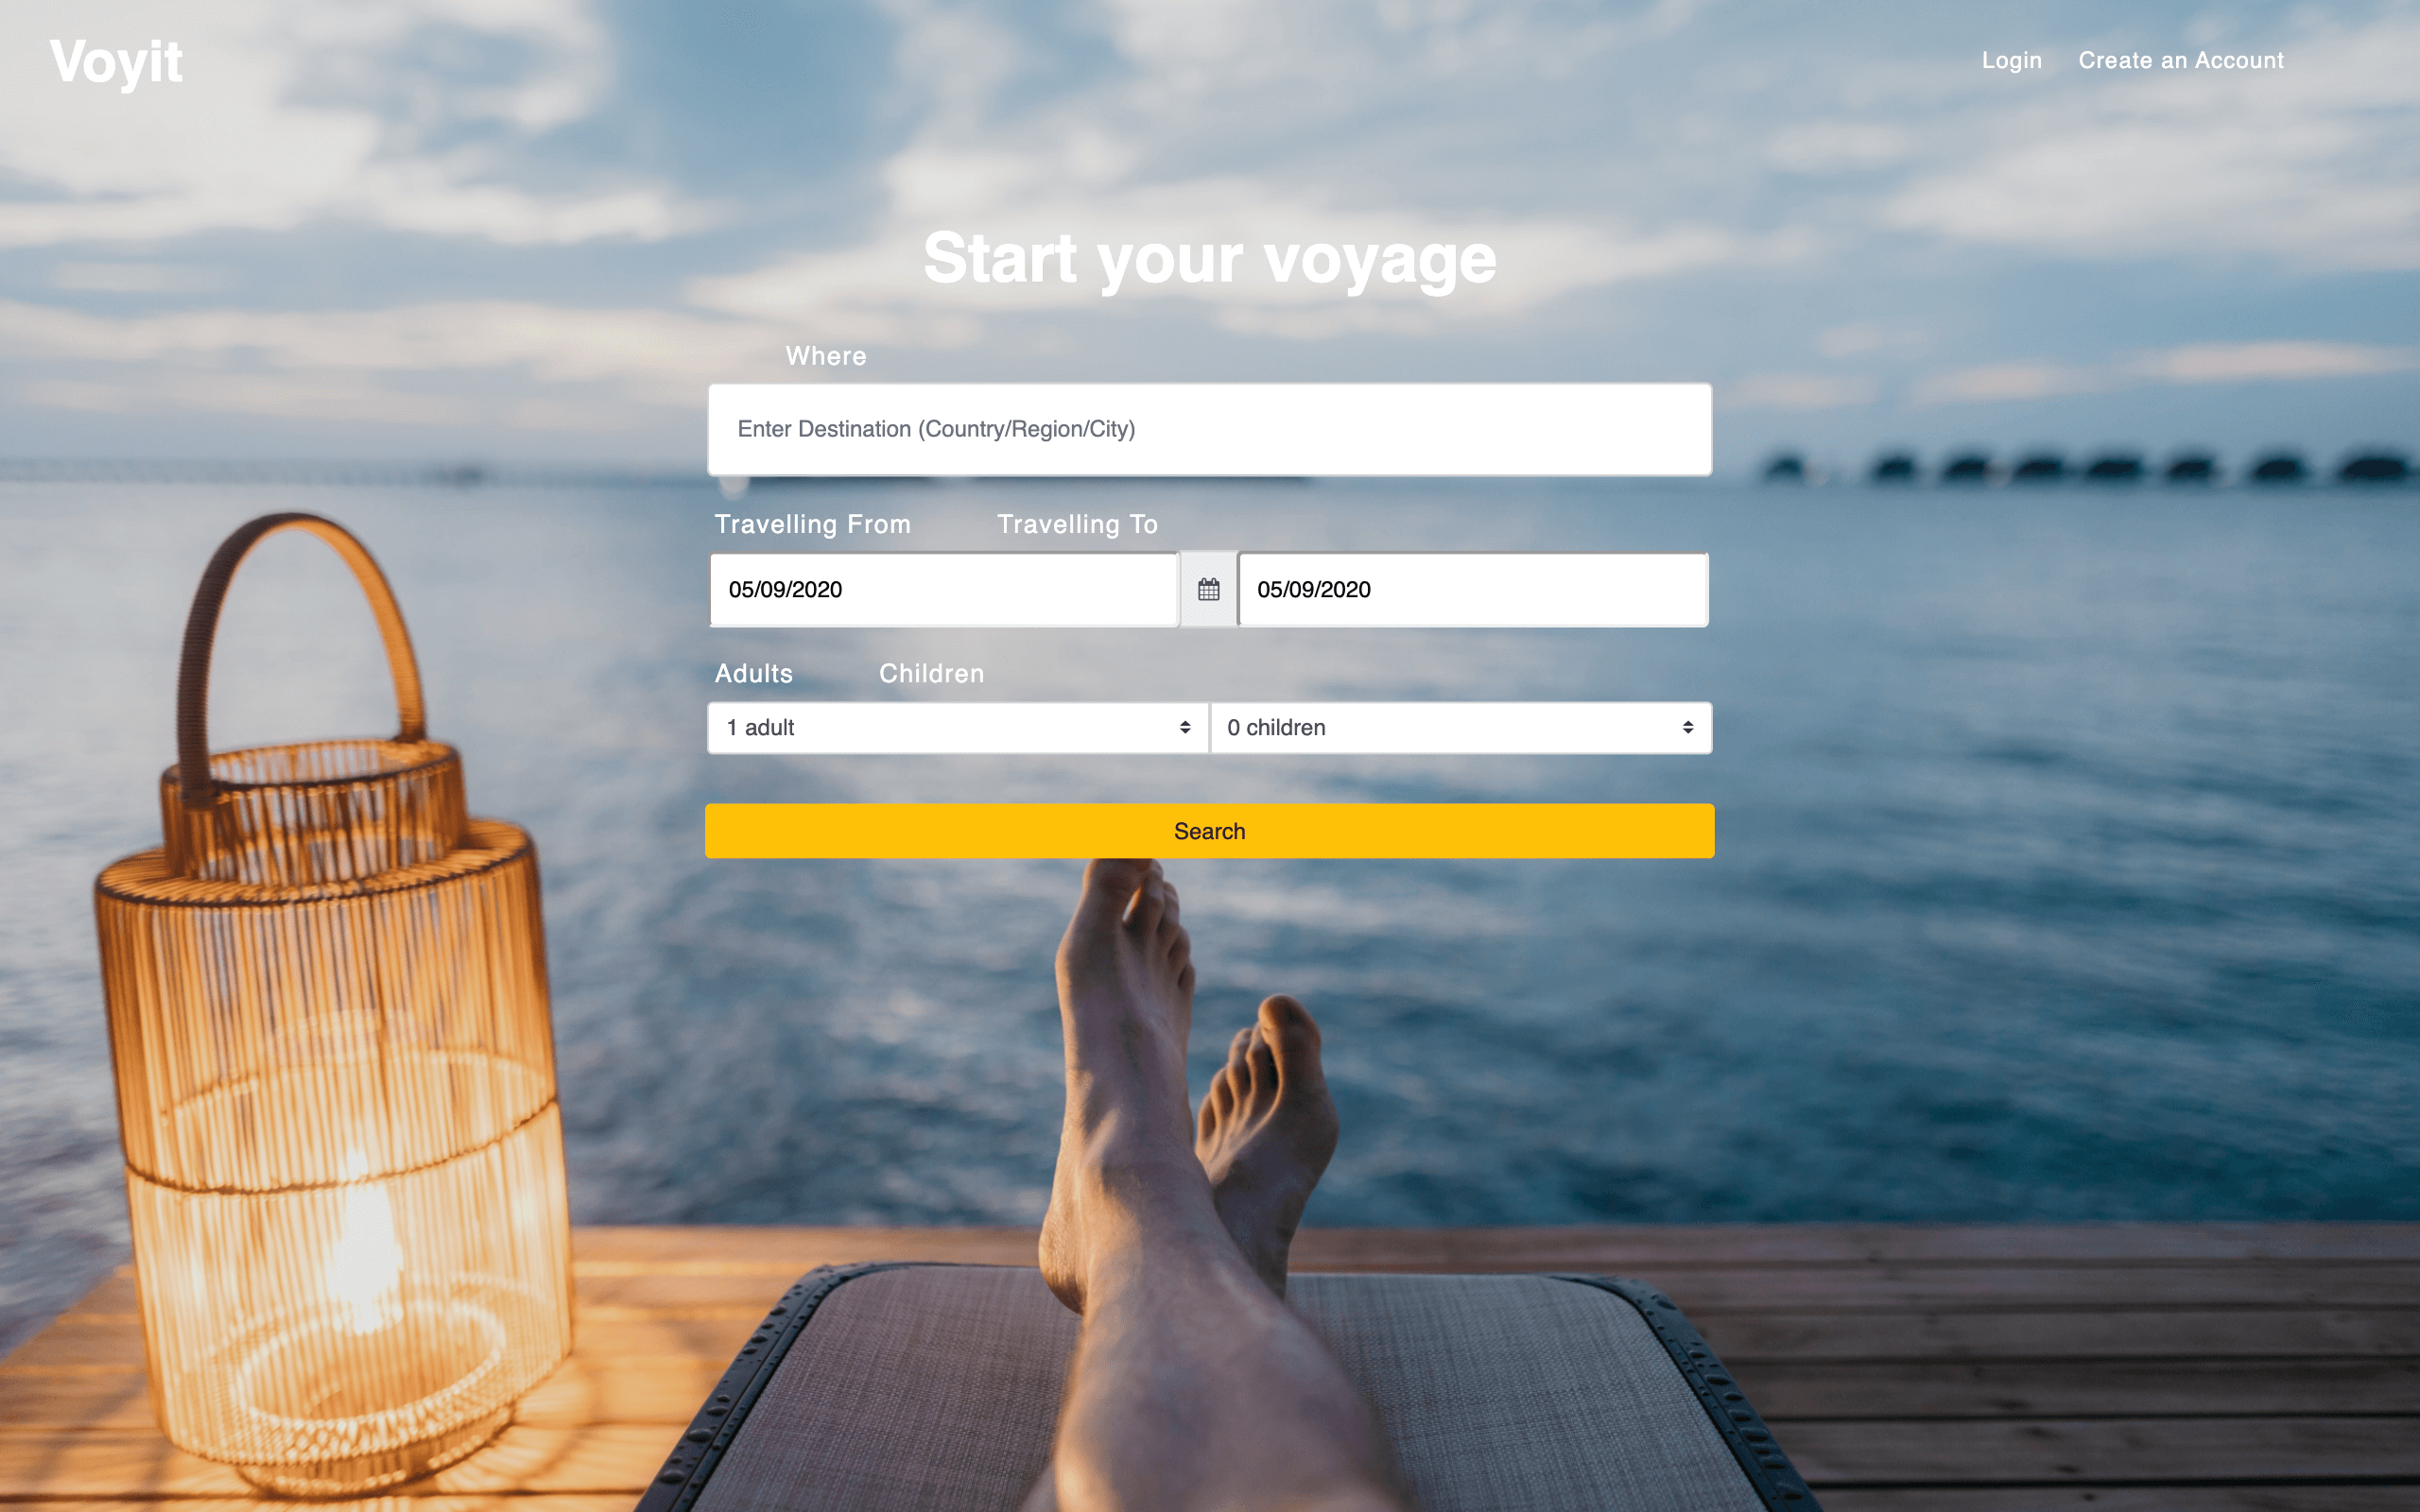 Voyit
Login Create an Account
Start your voyage
Where
Enter Destination (Country/Region/City)
Travelling From Travelling To
05/09/2020 05/09/2020
Adults Children
1 adult 0 children
Search